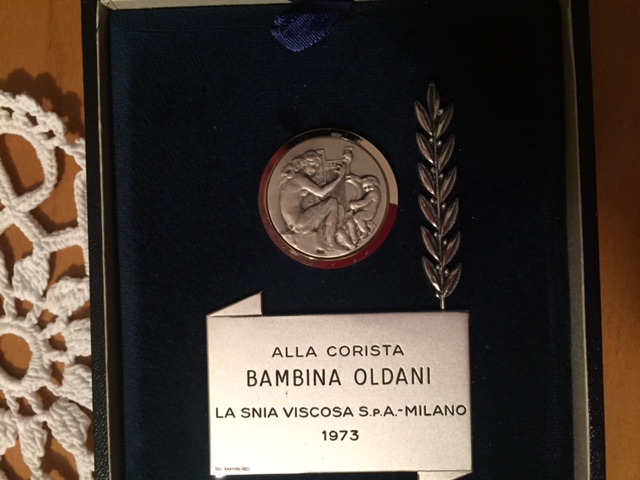 ALLA CORISTA
BAMBINA OLDANI
LA SNIA VISCOSA S.P.A.-MILANO
1973